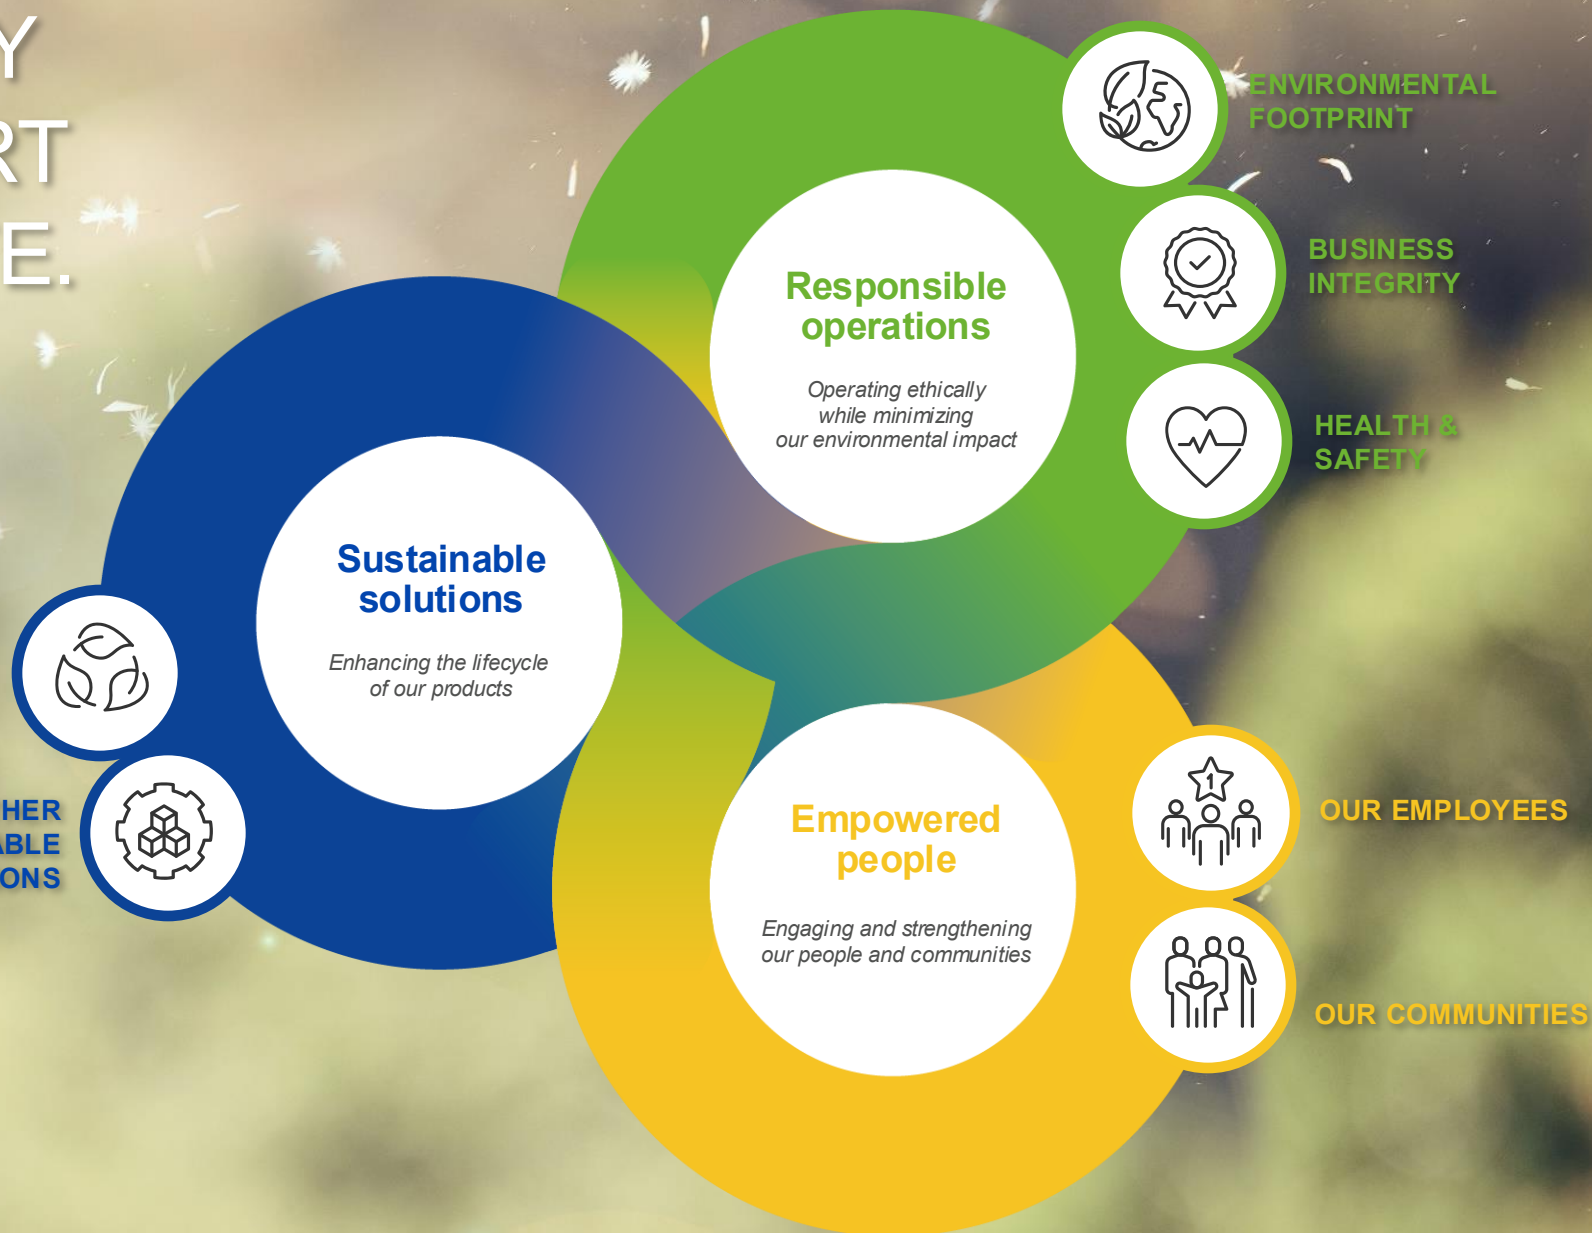 Y
RT
E.
ENVIRONMENTAL
FOOTPRINT
BUSINESS
INTEGRITY
HEALTH &
SAFETY
Responsible
operations
Operating ethically
while minimizing
our environmental impact
Sustainable
solutions
Enhancing the lifecycle
of our products
HER
ABLE
ONS
Empowered
people
Engaging and strengthening
our people and communities
1
OUR EMPLOYEES
OUR COMMUNITIES